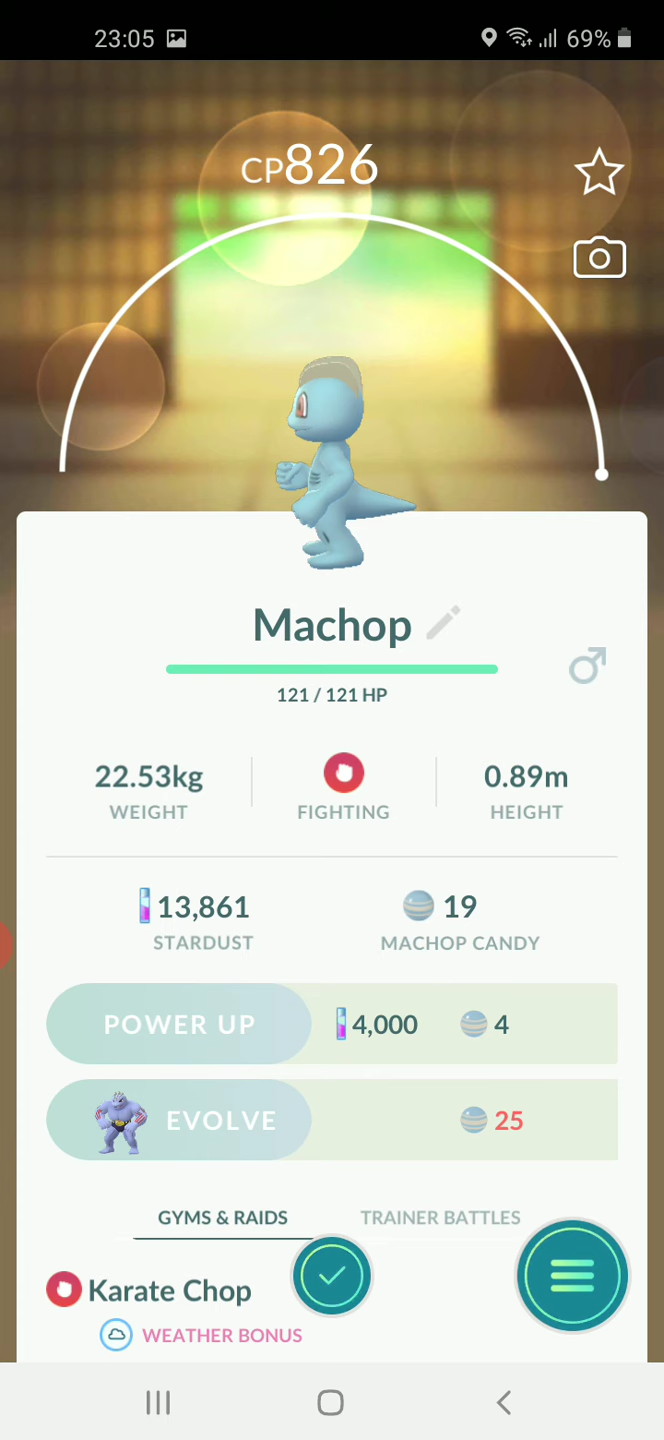 23:05 69%
CP826
Machop
121 / 121 HP
22.53kg 0.89m
WEIGHT FIGHTING HEIGHT
13,861 19
STARDUST MACHOP CANDY
POWER UP 4,000 4
EVOLVE 25
GYMS & RAIDS TRAINER BATTLES
Karate Chop
WEATHER BONUS